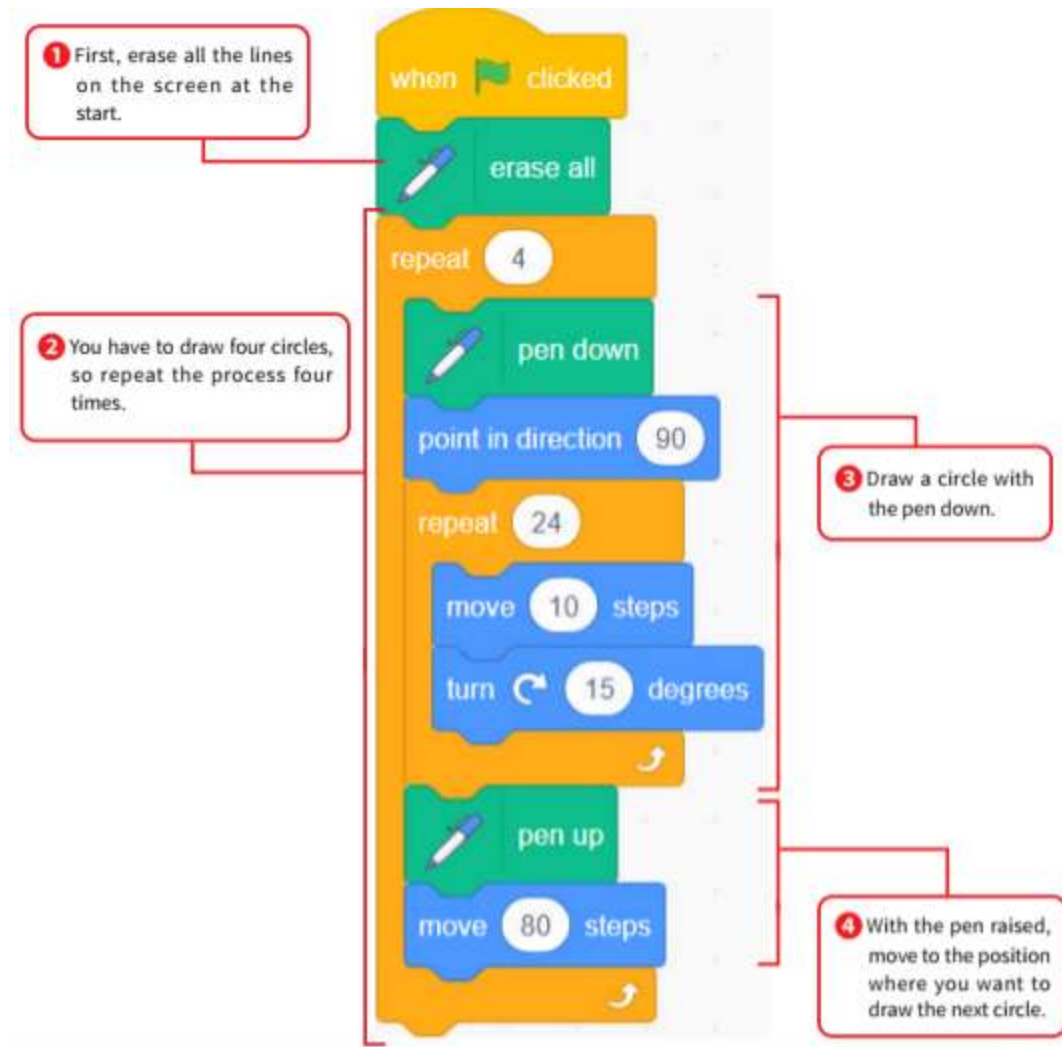 1 First, erase all the lines
on the screen at the
start.
when clicked
erase all
repeat 4
2 You have to draw four circles,
so repeat the process four
times.
pen down
point in direction 90
3 Draw a circle with
the pen down.
repeat 24
move 10 steps
turn 15 degrees
pen up
move 80 steps
4 With the pen raised,
move to the position
where you want to
draw the next circle.